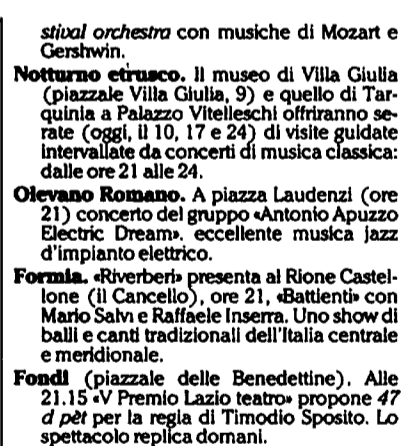 stival orchestra con musiche di Mozart e
Gershwin.
Notturno etrusco. Il museo di Villa Giulia
(piazzale Villa Giulia, 9) e quello di Tar-
quinia a Palazzo Vitelleschi offriranno se-
rate (oggi, il 10, 17 e 24) di visite guidate
intervallate da concerti di musica classica:
dalle ore 21 alle 24.
Olevano Romano. A piazza Laudenzi (ore
21) concerto del gruppo «Antonio Apuzzo
Electric Dream». eccellente musica jazz
d'impianto elettrico.
Formia. «Riverberi» presenta al Rione Castel-
lone (il Cancello), ore 21, «Battienti» con
Mario Salvi e Raffaele Inserra. Uno show di
balli e canti tradizionali dell'Italia centrale
e meridionale.
Fondi (piazzale delle Benedettine). Alle
21.15 «V Premio Lazio teatro» propone 47
d pèt per la regia di Timodio Sposito. Lo
spettacolo replica domani.